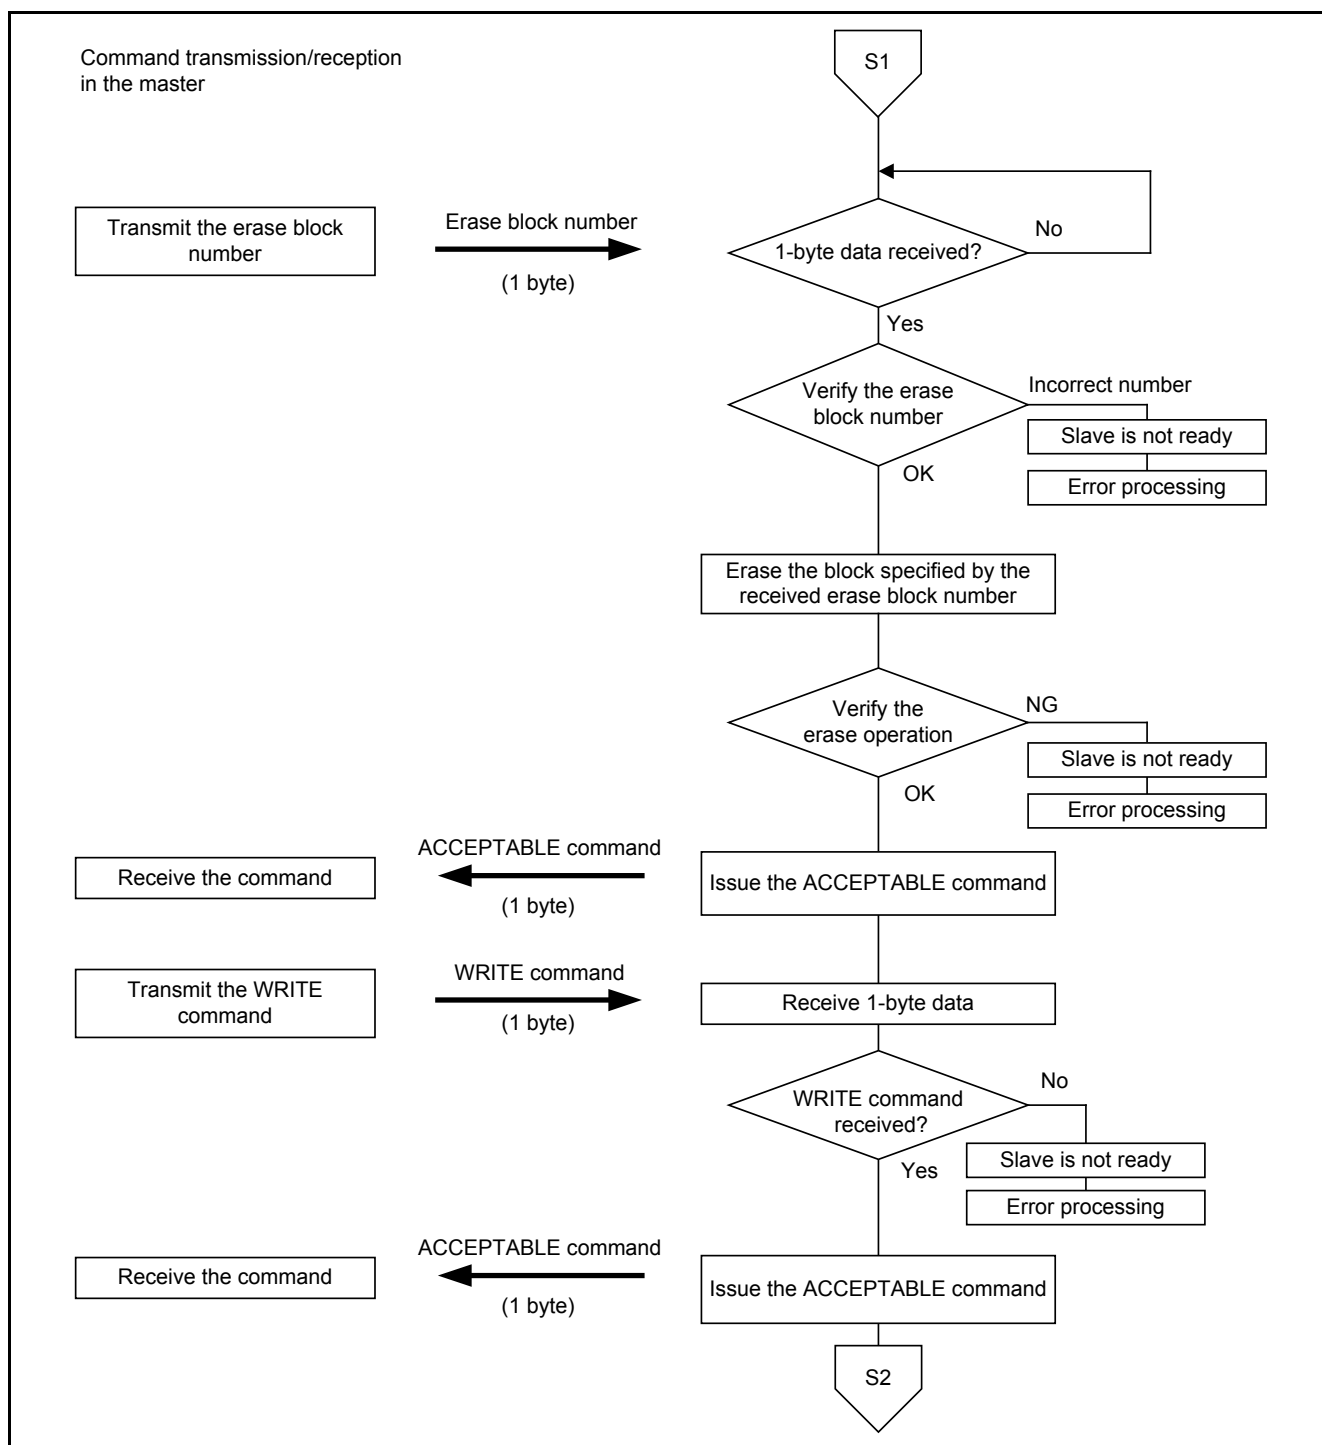 Command transmission/reception
in the master
S1
Transmit the erase block
number
Erase block number
(1 byte)
1-byte data received?
No
Yes
Verify the erase
block number
Incorrect number
Slave is not ready
Error processing
OK
Erase the block specified by the
received erase block number
Verify the
erase operation
NG
Slave is not ready
Error processing
OK
Receive the command
ACCEPTABLE command
(1 byte)
Issue the ACCEPTABLE command
Transmit the WRITE
command
WRITE command
(1 byte)
Receive 1-byte data
WRITE command
received?
No
Slave is not ready
Error processing
Yes
Receive the command
ACCEPTABLE command
(1 byte)
Issue the ACCEPTABLE command
S2